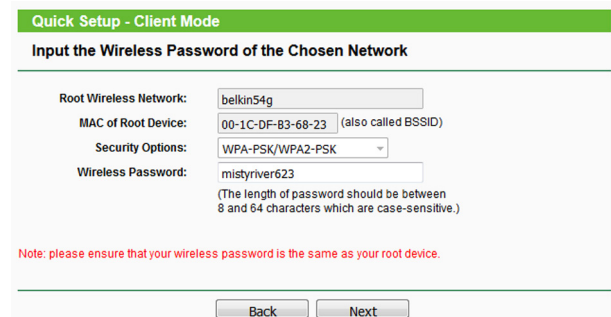 Quick Setup - Client Mode
Input the Wireless Password of the Chosen Network
Root Wireless Network: belkin54g
MAC of Root Device: 00-1C-DF-B3-68-23 (also called BSSID)
Security Options: WPA-PSK/WPA2-PSK
Wireless Password: mistyriver623
(The length of password should be between
8 and 64 characters which are case-sensitive.)
Note: please ensure that your wireless password is the same as your root device.
Back Next